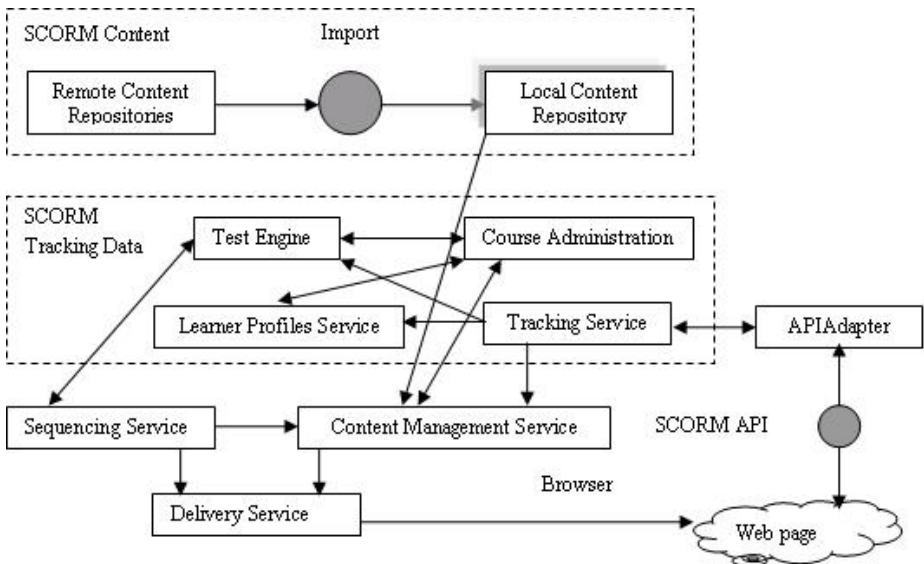 SCORM Content
Import
Remote Content
Repositories
Local Content
Repository
SCORM
Tracking Data
Test Engine
Course Administration
Learner Profiles Service
Tracking Service
APIAdapter
Sequencing Service
Content Management Service
SCORM API
Browser
Delivery Service
Web page